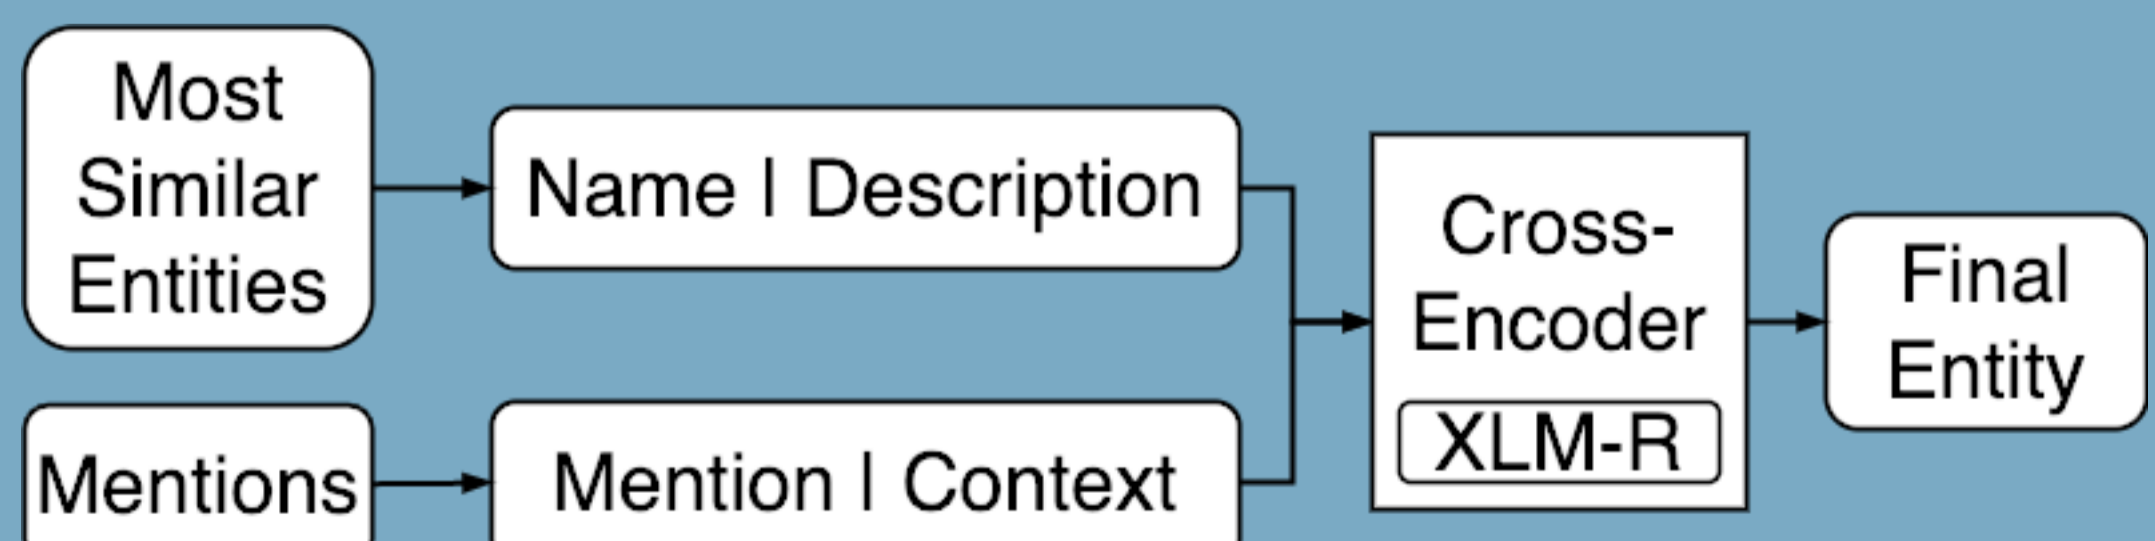 Most
Similar
Entities
Name | Description
Mentions
Mention | Context
Cross-
Encoder
XLM-R
Final
Entity